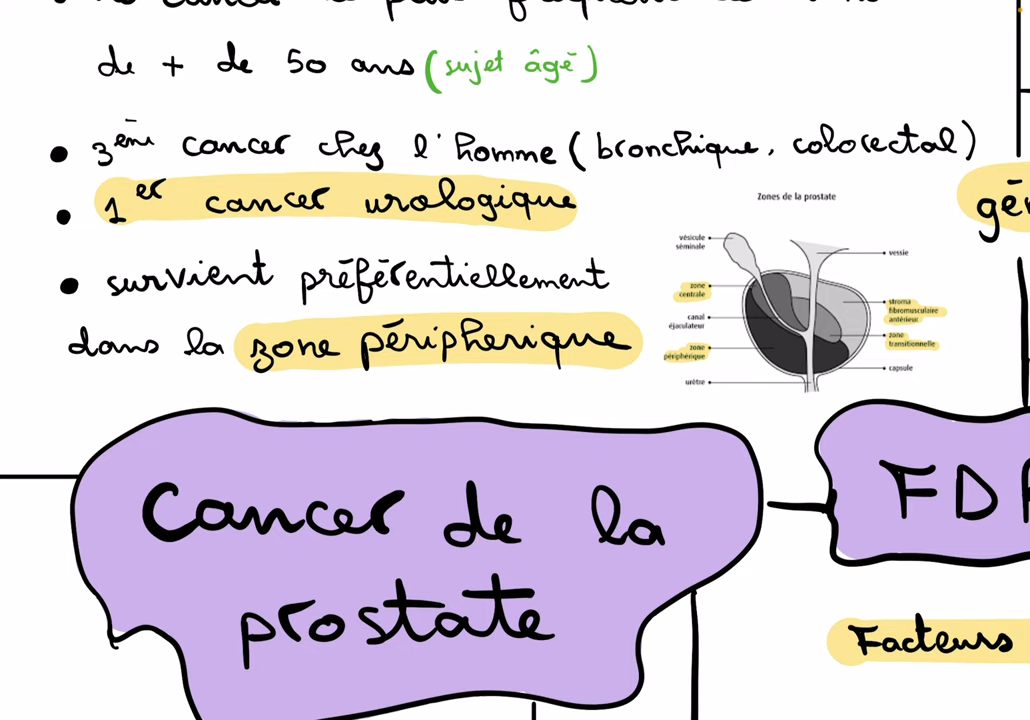 de + de 50 ans (sujet âgé)
• 3ème cancer chez l'homme (bronchique, colorectal)
• 1er cancer urologique
• survient préférentiellement
dans la zone péripherique
Zones de la prostate
vésicule
séminale
zone
centrale
canal
éjaculateur
zone
périphérique
urètre
vessie
stroma
fibromusculaire
antérieur
zone
transitionnelle
capsule
Cancer de la
prostate
FD
Facteurs